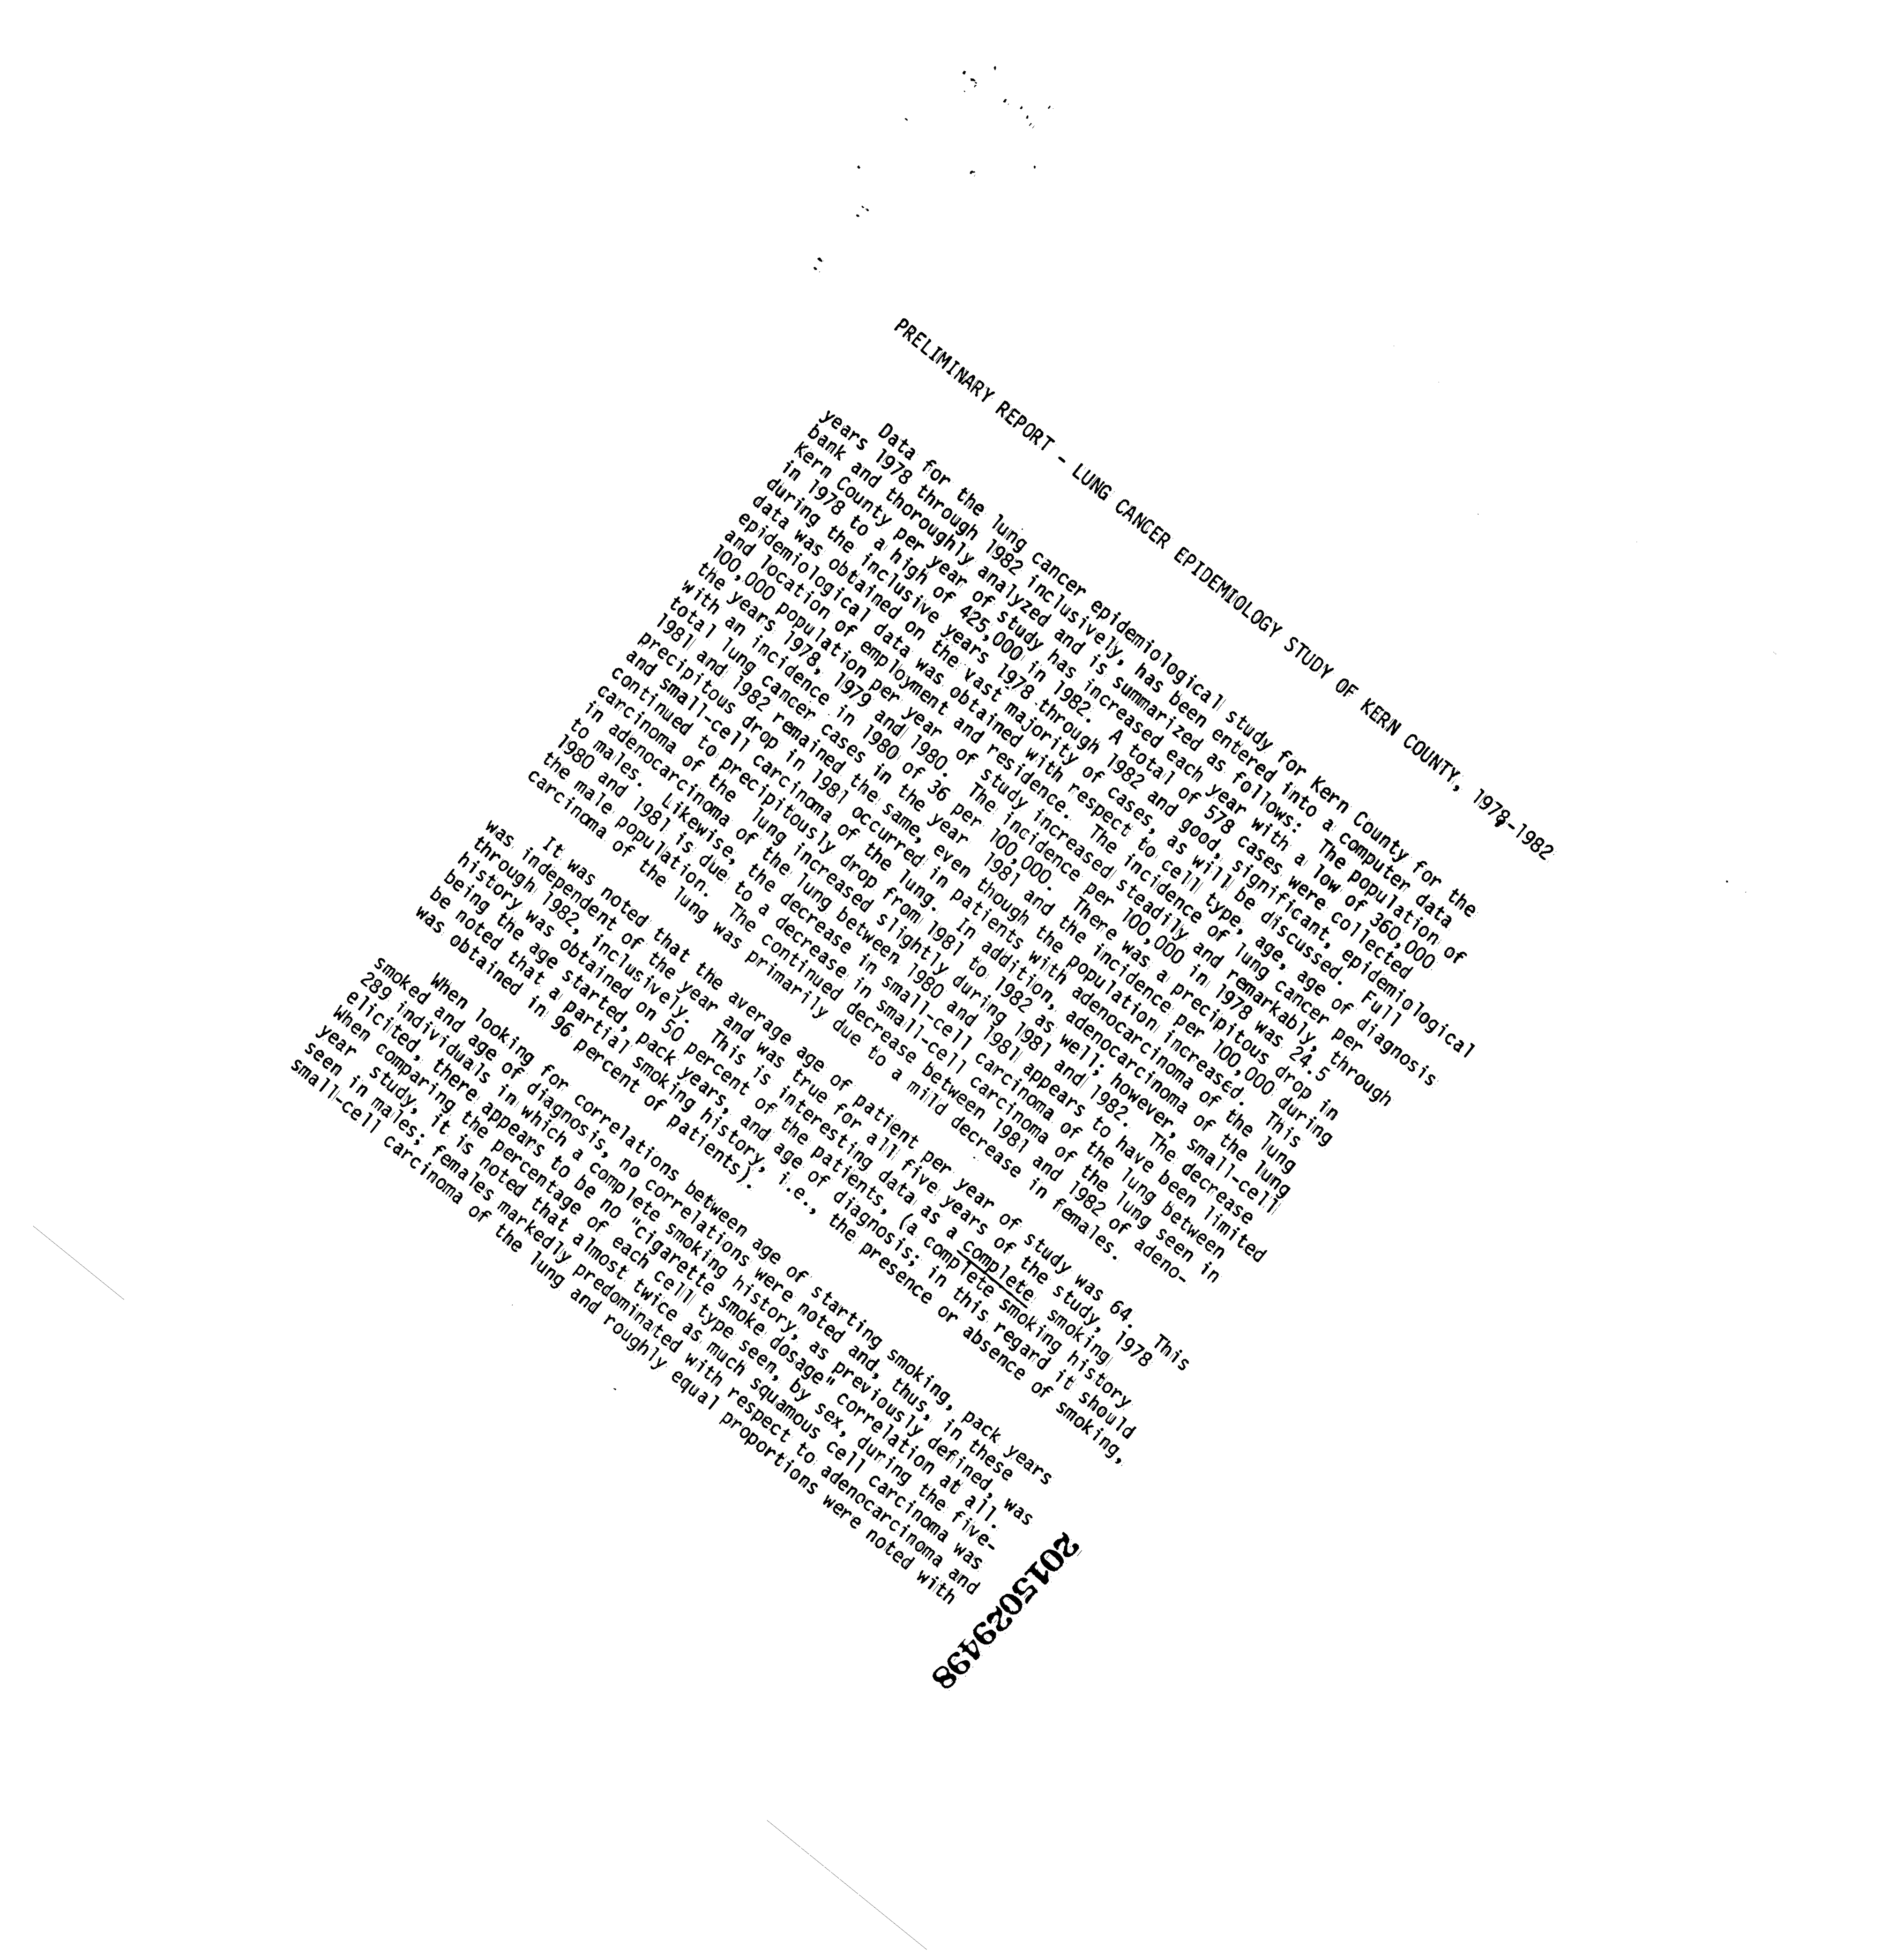 PRELIMINARY REPORT - LUNG CANCER EPIDEMIOLOGY STUDY OF KERN COUNTY, 1978-1982
Data for the lung cancer epidemiological study for Kern County for the
years 1978 through 1982 inclusively, has been entered into a computer data
bank and thoroughly analyzed and is summarized as follows: The population of
Kern County per year of study has increased each year with a low of 360,000
in 1978 to a high of 425,000 in 1982. A total of 578 cases were collected
during the inclusive years 1978 through 1982 and good, significant, epidemiological
data was obtained on the vast majority of cases, as will be discussed. Full
epidemiological data was obtained with respect to cell type, age, age of diagnosis
and location of employment and residence. The incidence of lung cancer per
100,000 population per year of study increased steadily and remarkably, through
the years 1978, 1979 and 1980. The incidence per 100,000 in 1978 was 24.5
with an incidence in 1980 of 36 per 100,000. There was a precipitous drop in
total lung cancer cases in the year 1981 and the incidence per 100,000 during
1981 and 1982 remained the same, even though the population increased. This
precipitous drop in 1981 occurred in patients with adenocarcinoma of the lung
and small-cell carcinoma of the lung. In addition, adenocarcinoma of the lung
continued to precipitously drop from 1981 to 1982 as well; however, small-cell
carcinoma of the lung increased slightly during 1981 and 1982. The decrease
in adenocarcinoma of the lung between 1980 and 1981 appears to have been limited
to males. Likewise, the decrease in small-cell carcinoma of the lung between
1980 and 1981 is due to a decrease in small-cell carcinoma of the lung seen in
the male population. The continued decrease between 1981 and 1982 of adeno-
carcinoma of the lung was primarily due to a mild decrease in females.
It was noted that the average age of patient per year of study was 64. This
was independent of the year and was true for all five years of the study, 1978
through 1982, inclusively. This is interesting data as a complete smoking
history was obtained on 50 percent of the patients, (a complete smoking history
being the age started, pack years, and age of diagnosis; in this regard it should
be noted that a partial smoking history, i.e., the presence or absence of smoking,
was obtained in 96 percent of patients).
When looking for correlations between age of starting smoking, pack years
smoked and age of diagnosis, no correlations were noted and, thus, in these
289 individuals in which a complete smoking history, as previously defined, was
elicited, there appears to be no "cigarette smoke dosage" correlation at all.
When comparing the percentage of each cell type seen, by sex, during the five-
year study, it is noted that almost twice as much squamous cell carcinoma was
seen in males; females markedly predominated with respect to adenocarcinoma and
small-cell carcinoma of the lung and roughly equal proportions were noted with
2015029498